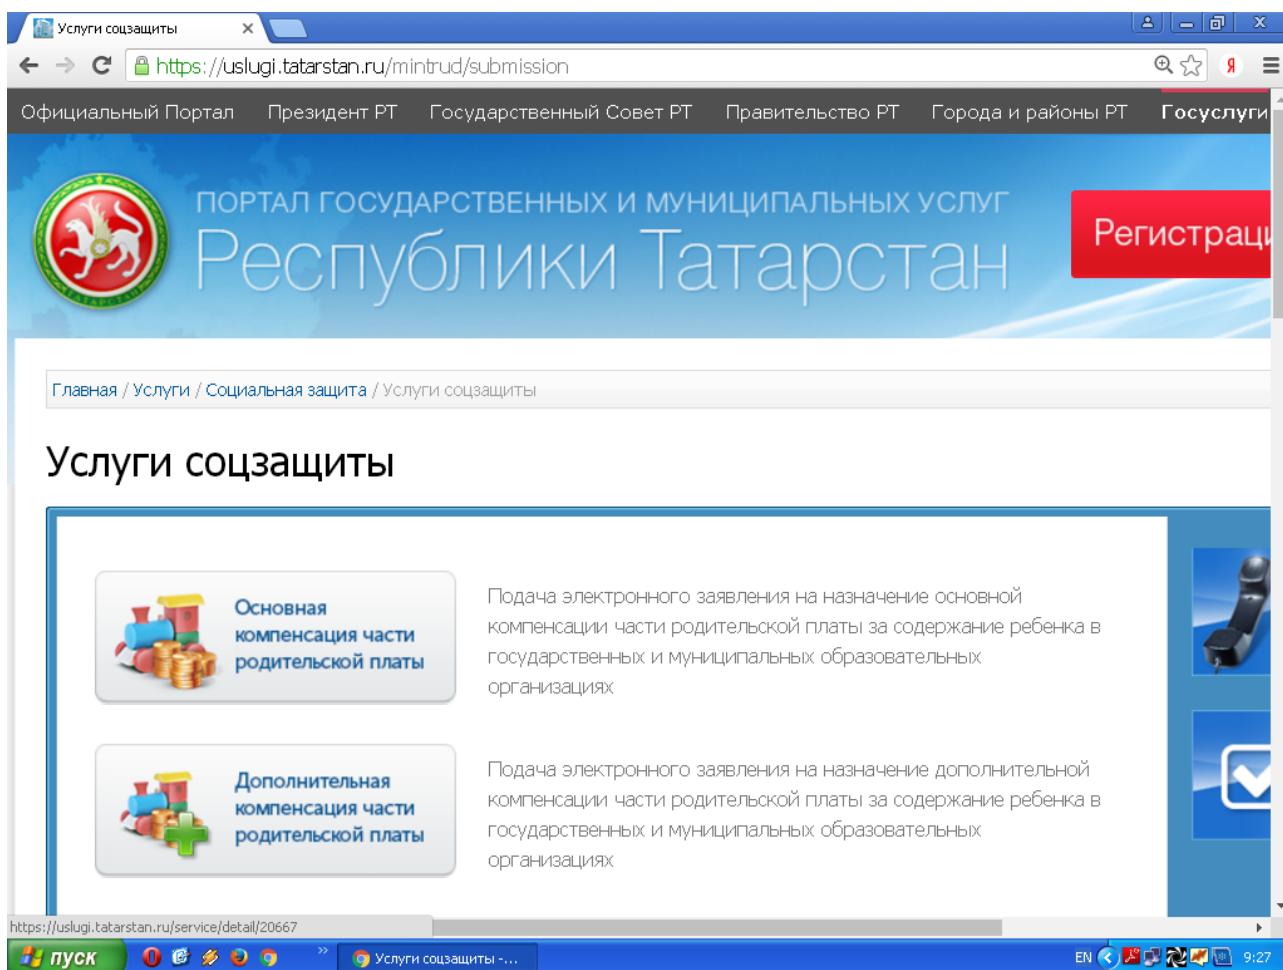 Услуги соцзащиты
https://uslugi.tatarstan.ru/mintrud/submission
Официальный Портал Президент РТ Государственный Совет РТ Правительство РТ Города и районы РТ Госуслуги
ПОРТАЛ ГОСУДАРСТВЕННЫХ И МУНИЦИПАЛЬНЫХ УСЛУГ
Республики Татарстан
Регистраци
ТАТАРСТАН
Главная / Услуги / Социальная защита / Услуги соцзащиты
Услуги соцзащиты
Основная
компенсация части
родительской платы
Подача электронного заявления на назначение основной
компенсации части родительской платы за содержание ребенка в
государственных и муниципальных образовательных
организациях
Дополнительная
компенсация части
родительской платы
Подача электронного заявления на назначение дополнительной
компенсации части родительской платы за содержание ребенка в
государственных и муниципальных образовательных
организациях
https://uslugi.tatarstan.ru/service/detail/20667
пуск
Услуги соцзащиты -...
EN
9:27